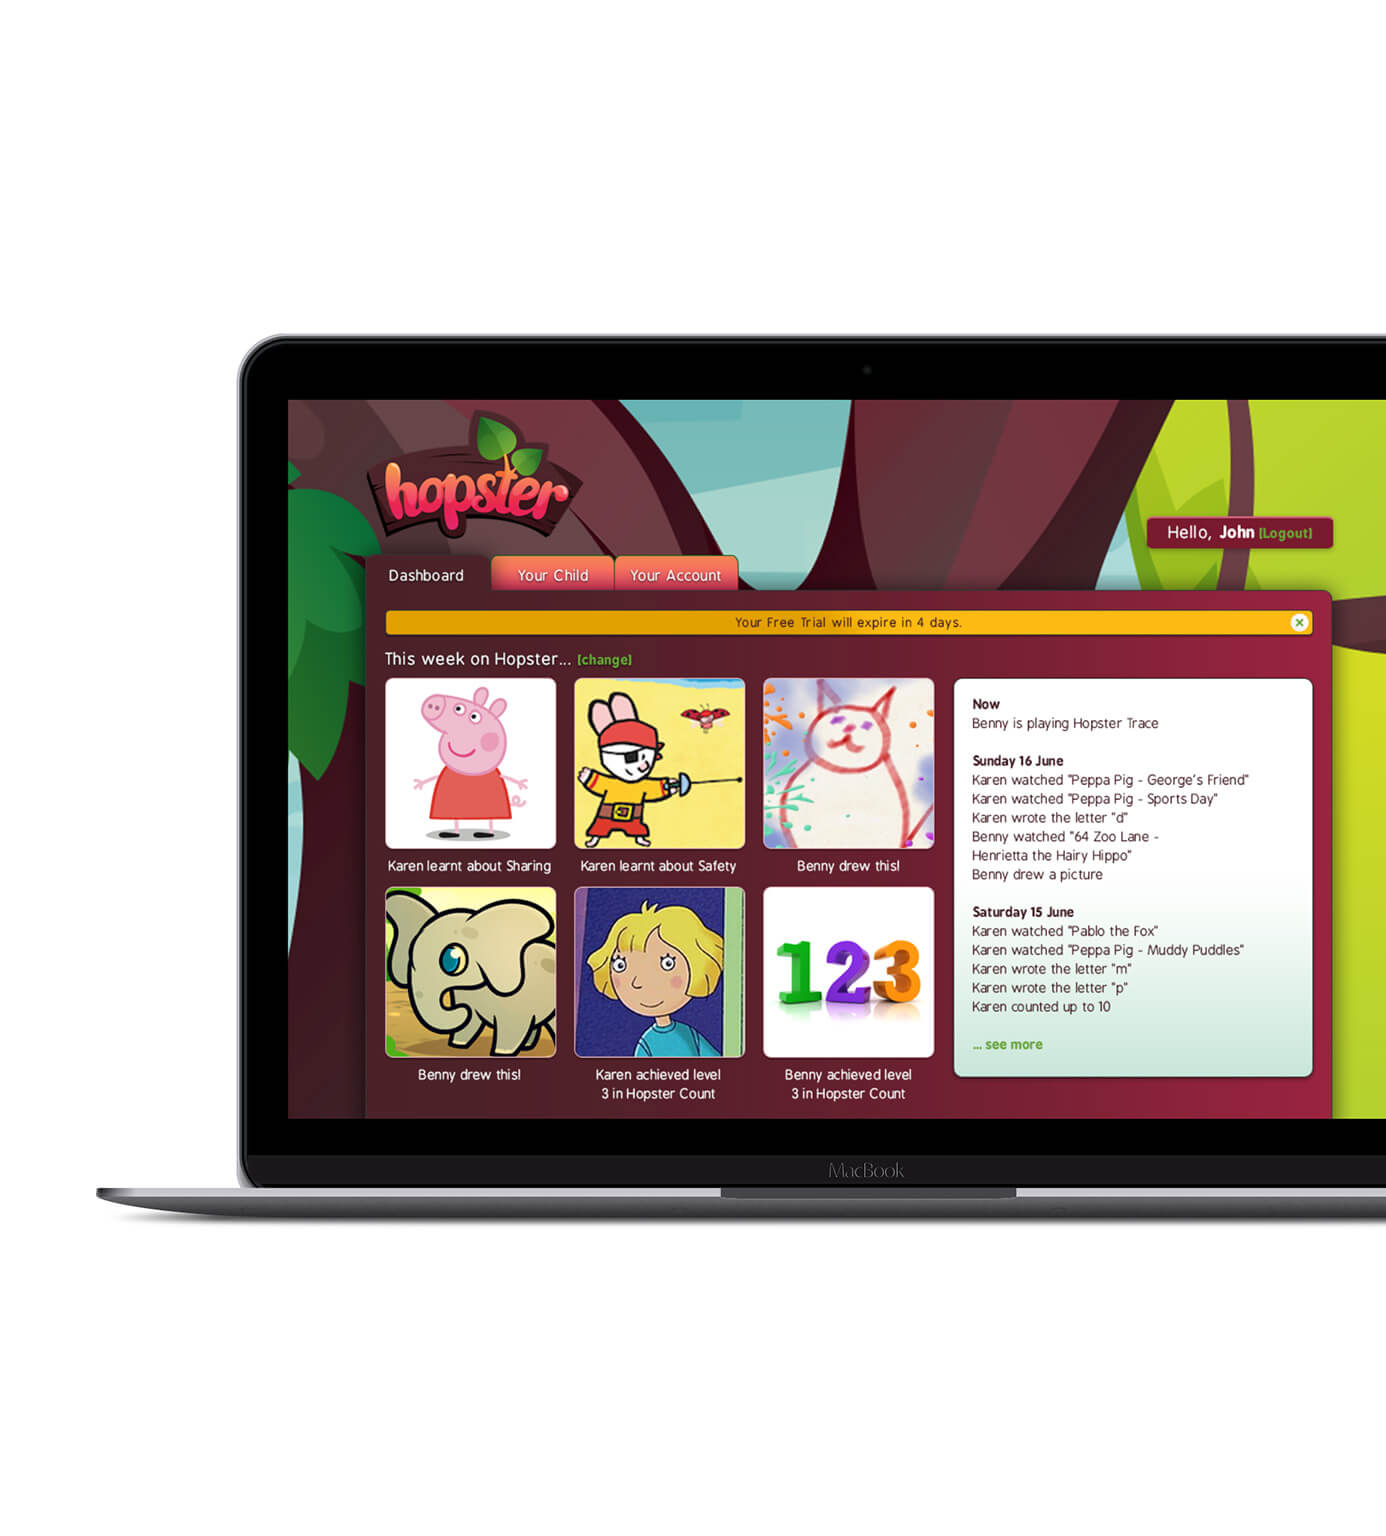 hopster
Hello, John [Logout]
Dashboard
Your Child
Your Account
Your Free Trial will expire in 4 days.
This week on Hopster... [change]
Karen learnt about Sharing
Karen learnt about Safety
Benny drew this!
Benny drew this!
Karen achieved level
3 in Hopster Count
123
Benny achieved level
3 in Hopster Count
Now
Benny is playing Hopster Trace
Sunday 16 June
Karen watched "Peppa Pig - George's Friend"
Karen watched "Peppa Pig - Sports Day"
Karen wrote the letter "d"
Benny watched "64 Zoo Lane -
Henrietta the Hairy Hippo"
Benny drew a picture
Saturday 15 June
Karen watched "Pablo the Fox"
Karen watched "Peppa Pig - Muddy Puddles"
Karen wrote the letter "m"
Karen wrote the letter "p"
Karen counted up to 10
... see more
MacBook